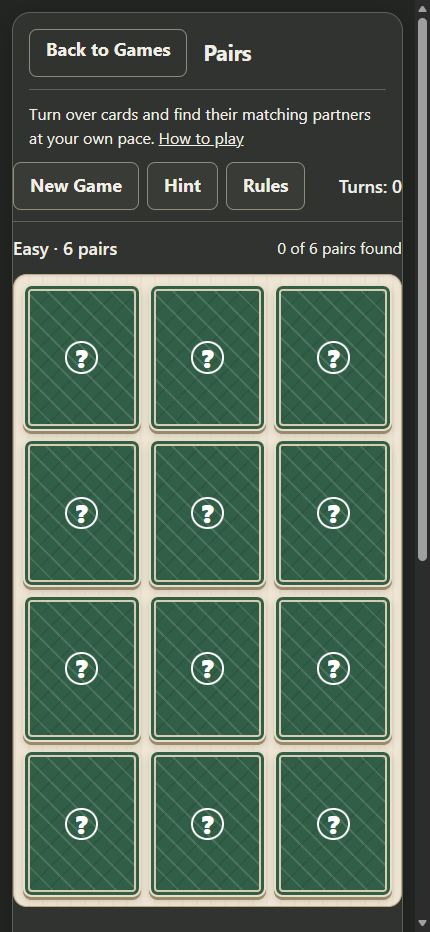 Back to Games
Pairs
Turn over cards and find their matching partners
at your own pace. How to play
New Game
Hint
Rules
Turns: 0
Easy · 6 pairs
0 of 6 pairs found
? ? ?
? ? ?
? ? ?
? ? ?